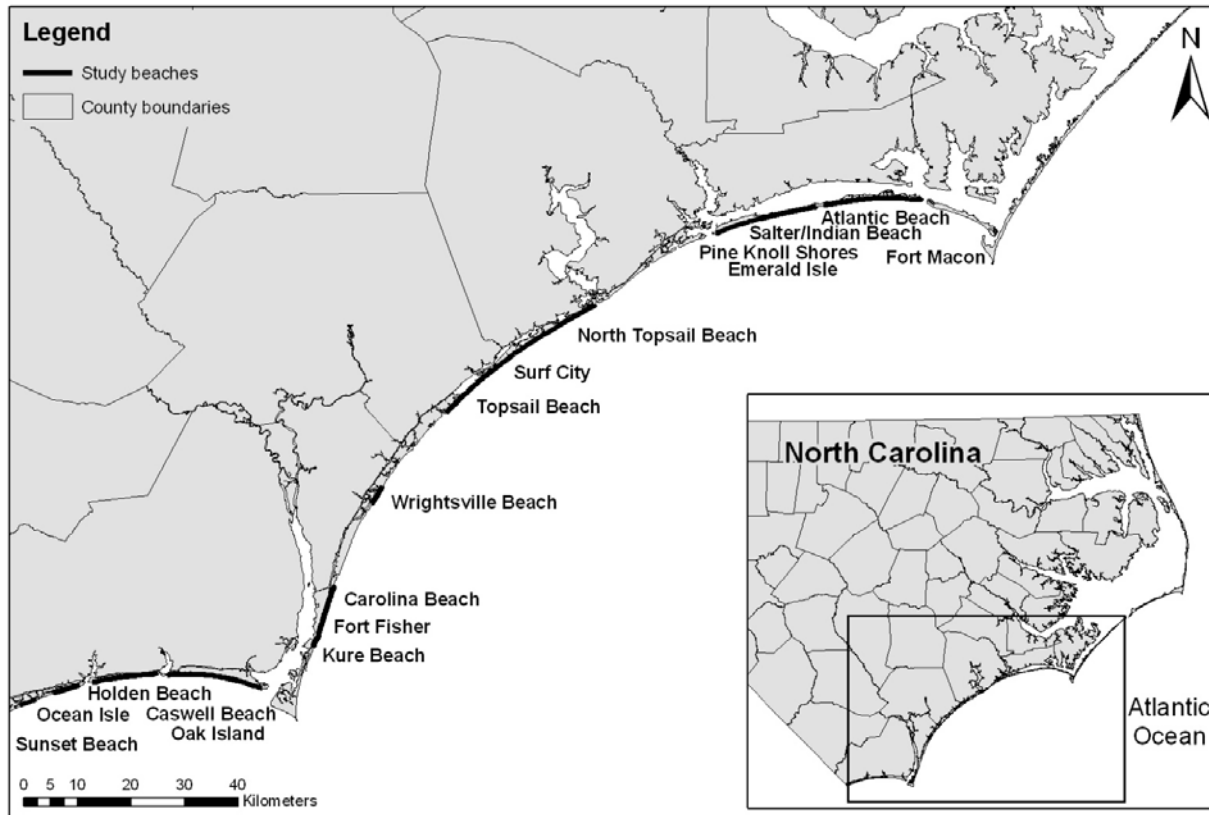 Legend
Study beaches
County boundaries
N
Atlantic Beach
Salter/Indian Beach
Pine Knoll Shores
Fort Macon
Emerald Isle
North Topsail Beach
Surf City
Topsail Beach
Wrightsville Beach
Carolina Beach
Fort Fisher
Kure Beach
Holden Beach
Ocean Isle
Caswell Beach
Oak Island
Sunset Beach
0 5 10 20 30 40
Kilometers
North Carolina
Atlantic
Ocean